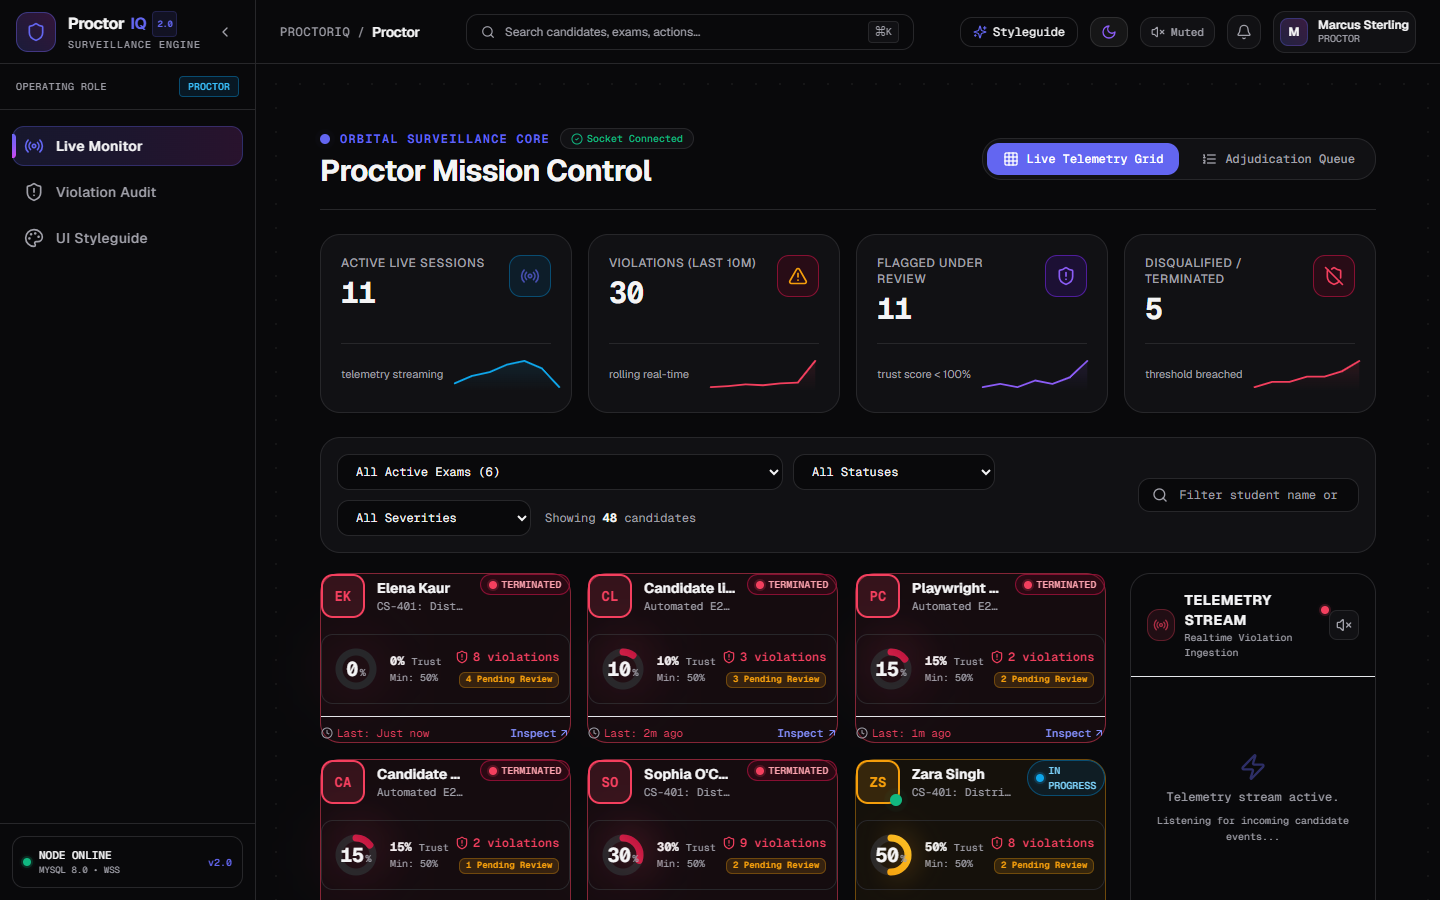 Proctor IQ 2.0
SURVEILLANCE ENGINE
OPERATING ROLE
PROCTOR
Live Monitor
Violation Audit
UI Styleguide
NODE ONLINE
MYSQL 8.0 • WSS
v2.0
PROCTORIQ / Proctor
Search candidates, exams, actions...
⌘K
Styleguide
Muted
M
Marcus Sterling
PROCTOR
ORBITAL SURVEILLANCE CORE
Socket Connected
Proctor Mission Control
Live Telemetry Grid
Adjudication Queue
ACTIVE LIVE SESSIONS
11
telemetry streaming
VIOLATIONS (LAST 10M)
30
rolling real-time
FLAGGED UNDER
REVIEW
11
trust score < 100%
DISQUALIFIED /
TERMINATED
5
threshold breached
All Active Exams (6)
All Statuses
All Severities
Showing 48 candidates
Filter student name or
EK
Elena Kaur
CS-401: Dist…
TERMINATED
0%
0% Trust
Min: 50%
8 violations
4 Pending Review
Last: Just now
Inspect
CL
Candidate li…
Automated E2…
TERMINATED
10%
10% Trust
Min: 50%
3 violations
3 Pending Review
Last: 2m ago
Inspect
PC
Playwright …
Automated E2…
TERMINATED
15%
15% Trust
Min: 50%
2 violations
2 Pending Review
Last: 1m ago
Inspect
CA
Candidate …
Automated E2…
TERMINATED
15%
15% Trust
Min: 50%
2 violations
1 Pending Review
SO
Sophia O'C…
CS-401: Dist…
TERMINATED
30%
30% Trust
Min: 50%
9 violations
2 Pending Review
ZS
Zara Singh
CS-401: Distri…
IN
PROGRESS
50%
50% Trust
Min: 50%
8 violations
2 Pending Review
TELEMETRY
STREAM
Realtime Violation
Ingestion
Telemetry stream active.
Listening for incoming candidate
events...